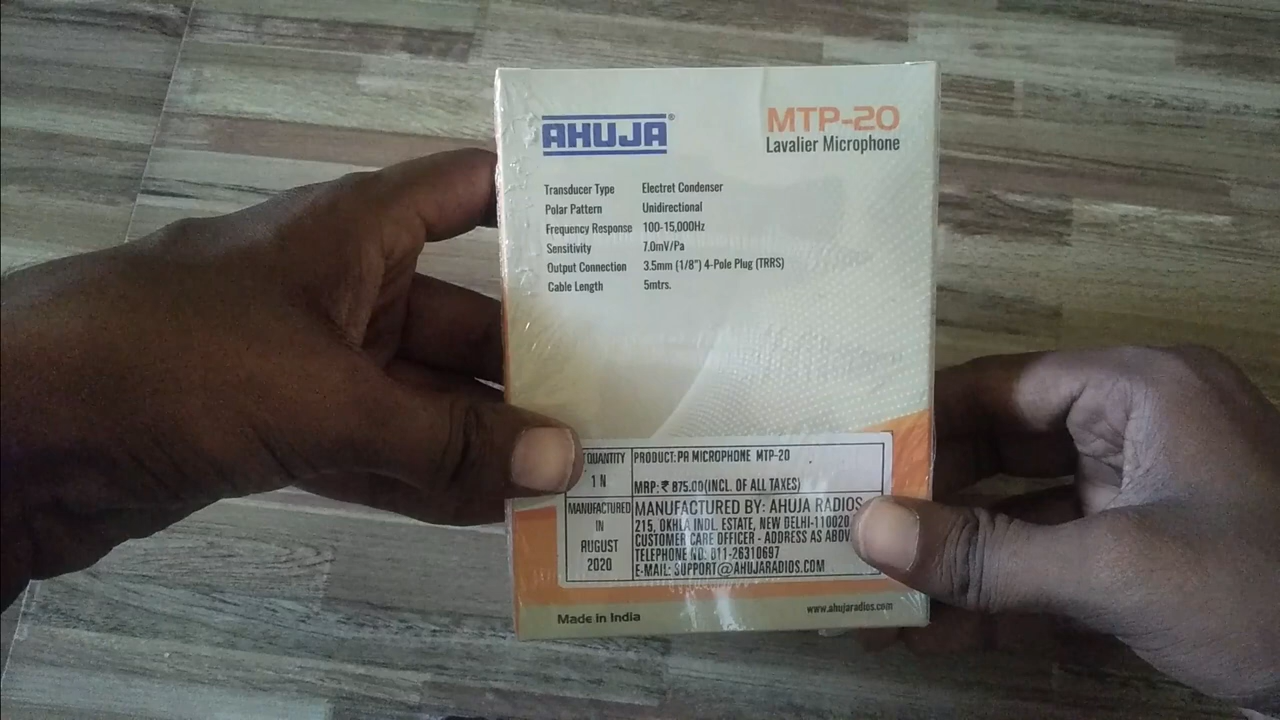 AHUJA®
MTP-20
Lavalier Microphone
Transducer Type Electret Condenser
Polar Pattern Unidirectional
Frequency Response 100-15,000Hz
Sensitivity 7.0mV/Pa
Output Connection 3.5mm (1/8") 4-Pole Plug (TRRS)
Cable Length 5mtrs.
QUANTITY
1 N
PRODUCT: PA MICROPHONE MTP-20
MRP: ₹ 875.00(INCL. OF ALL TAXES)
MANUFACTURED
IN
AUGUST
2020
MANUFACTURED BY: AHUJA RADIOS
215, OKHLA INDL. ESTATE, NEW DELHI-110020
CUSTOMER CARE OFFICER - ADDRESS AS ABOV
TELEPHONE NO: 011-26310697
E-MAIL: SUPPORT@AHUJARADIOS.COM
Made in India
www.ahujaradios.com